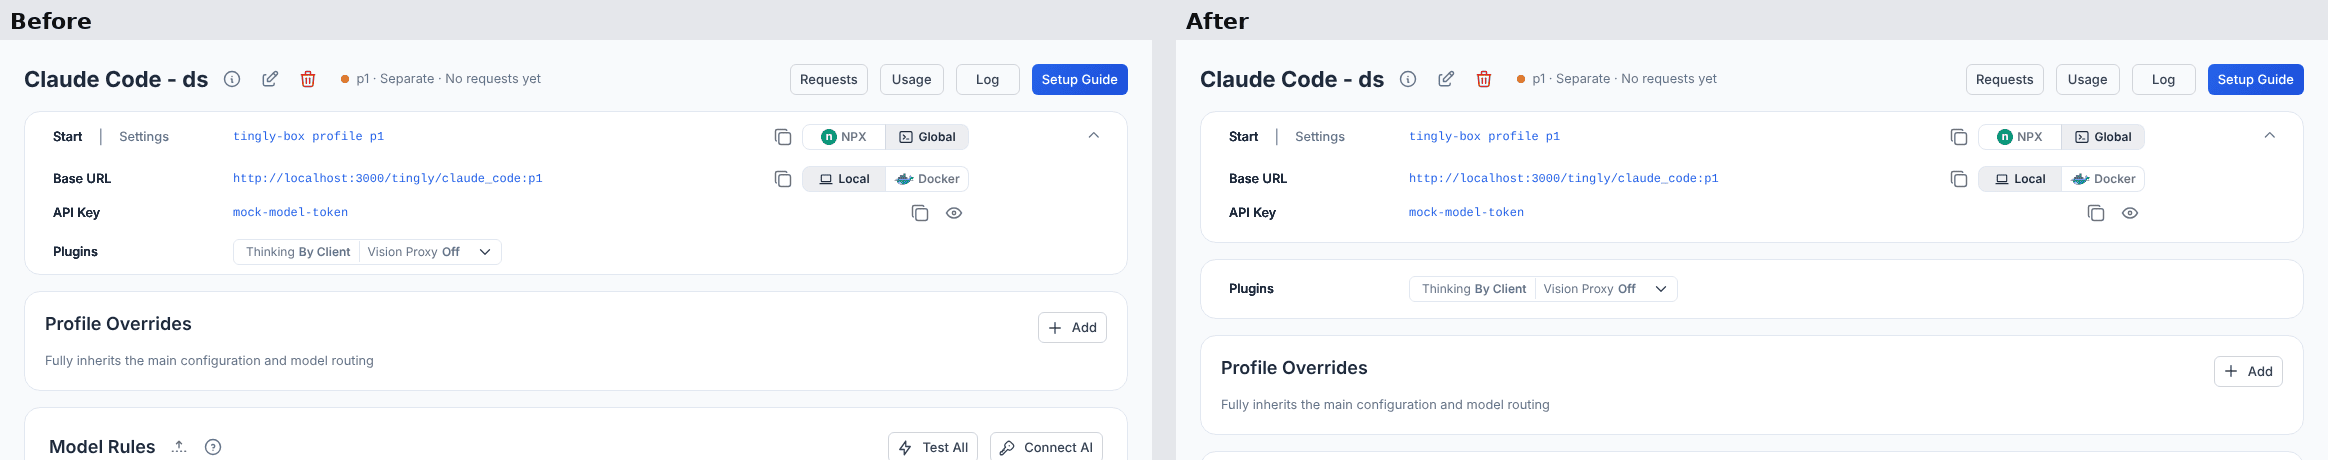 Before
Claude Code - ds p1 · Separate · No requests yet Requests Usage Log Setup Guide
Start | Settings tingly-box profile p1 NPX Global
Base URL http://localhost:3000/tingly/claude_code:p1 Local Docker
API Key mock-model-token
Plugins Thinking By Client Vision Proxy Off
Profile Overrides Add
Fully inherits the main configuration and model routing
Model Rules Test All Connect AI
After
Claude Code - ds p1 · Separate · No requests yet Requests Usage Log Setup Guide
Start | Settings tingly-box profile p1 NPX Global
Base URL http://localhost:3000/tingly/claude_code:p1 Local Docker
API Key mock-model-token
Plugins Thinking By Client Vision Proxy Off
Profile Overrides Add
Fully inherits the main configuration and model routing